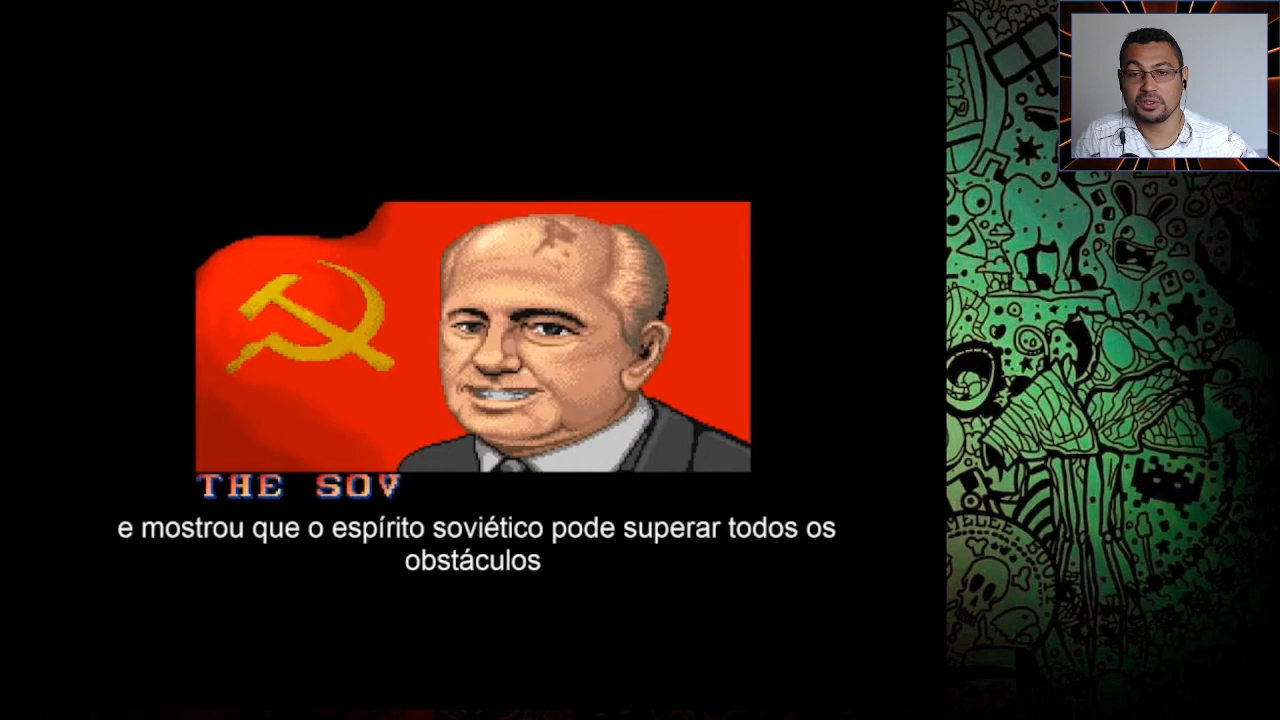 THE SOV
e mostrou que o espírito soviético pode superar todos os
obstáculos